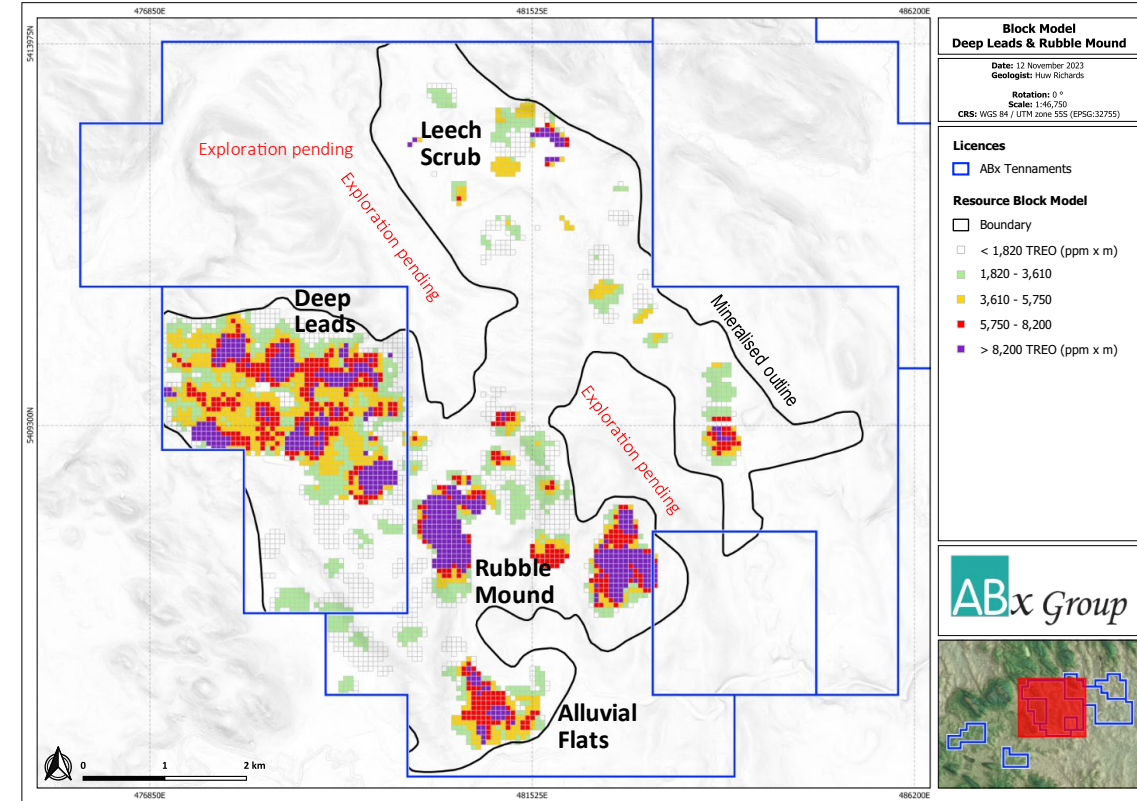 476850E
481525E
486200E
5413975N
5409300N
Leech
Scrub
Exploration pending
Exploration pending
Deep
Leads
Mineralised outline
Exploration pending
Rubble
Mound
Alluvial
Flats
0 1 2 km
476850E
481525E
486200E
Block Model
Deep Leads & Rubble Mound
Date: 12 November 2023
Geologist: Huw Richards
Rotation: 0 °
Scale: 1:46,750
CRS: WGS 84 / UTM zone 55S (EPSG:32755)
Licences
ABx Tennaments
Resource Block Model
Boundary
< 1,820 TREO (ppm x m)
1,820 - 3,610
3,610 - 5,750
5,750 - 8,200
> 8,200 TREO (ppm x m)
ABx Group